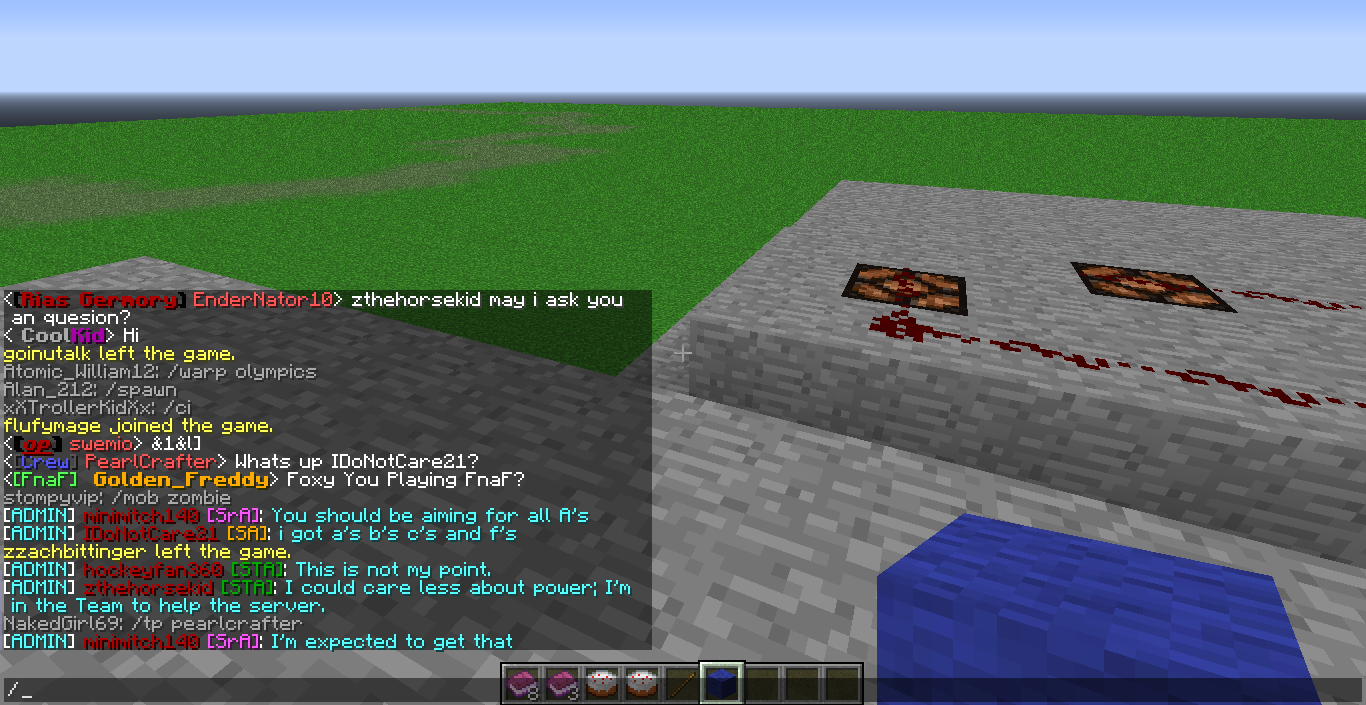 <[Rias Germory] EnderNator10> zthehorsekid may i ask you
an quesion?
< CoolKid> Hi
goinutalk left the game.
Atomic_William12: /warp olympics
Alan_212: /spawn
xXTrollerKidXx: /ci
flufymage joined the game.
<[op] swemio> &1&l]
<[Crew] PearlCrafter> Whats up IDoNotCare21?
<[FnaF] Golden_Freddy> Foxy You Playing FnaF?
stompyvip: /mob zombie
[ADMIN] minimitch140 [SrA]: You should be aiming for all A's
[ADMIN] IDoNotCare21 [SA]: i got a's b's c's and f's
zzachbittinger left the game.
[ADMIN] hockeyfan360 [STA]: This is not my point.
[ADMIN] zthehorsekid [STA]: I could care less about power; I'm
in the Team to help the server.
NakedGirl69: /tp pearlcrafter
[ADMIN] minimitch140 [SrA]: I'm expected to get that
8 3
/_